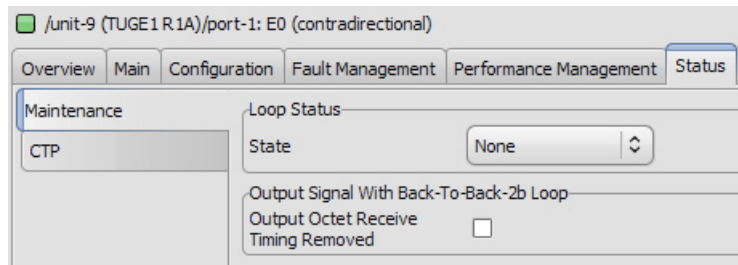 /unit-9 (TUGE1 R1A)/port-1: E0 (contradirectional)
Overview Main Configuration Fault Management Performance Management Status
Maintenance
CTP
Loop Status
State None
Output Signal With Back-To-Back-2b Loop
Output Octet Receive
Timing Removed